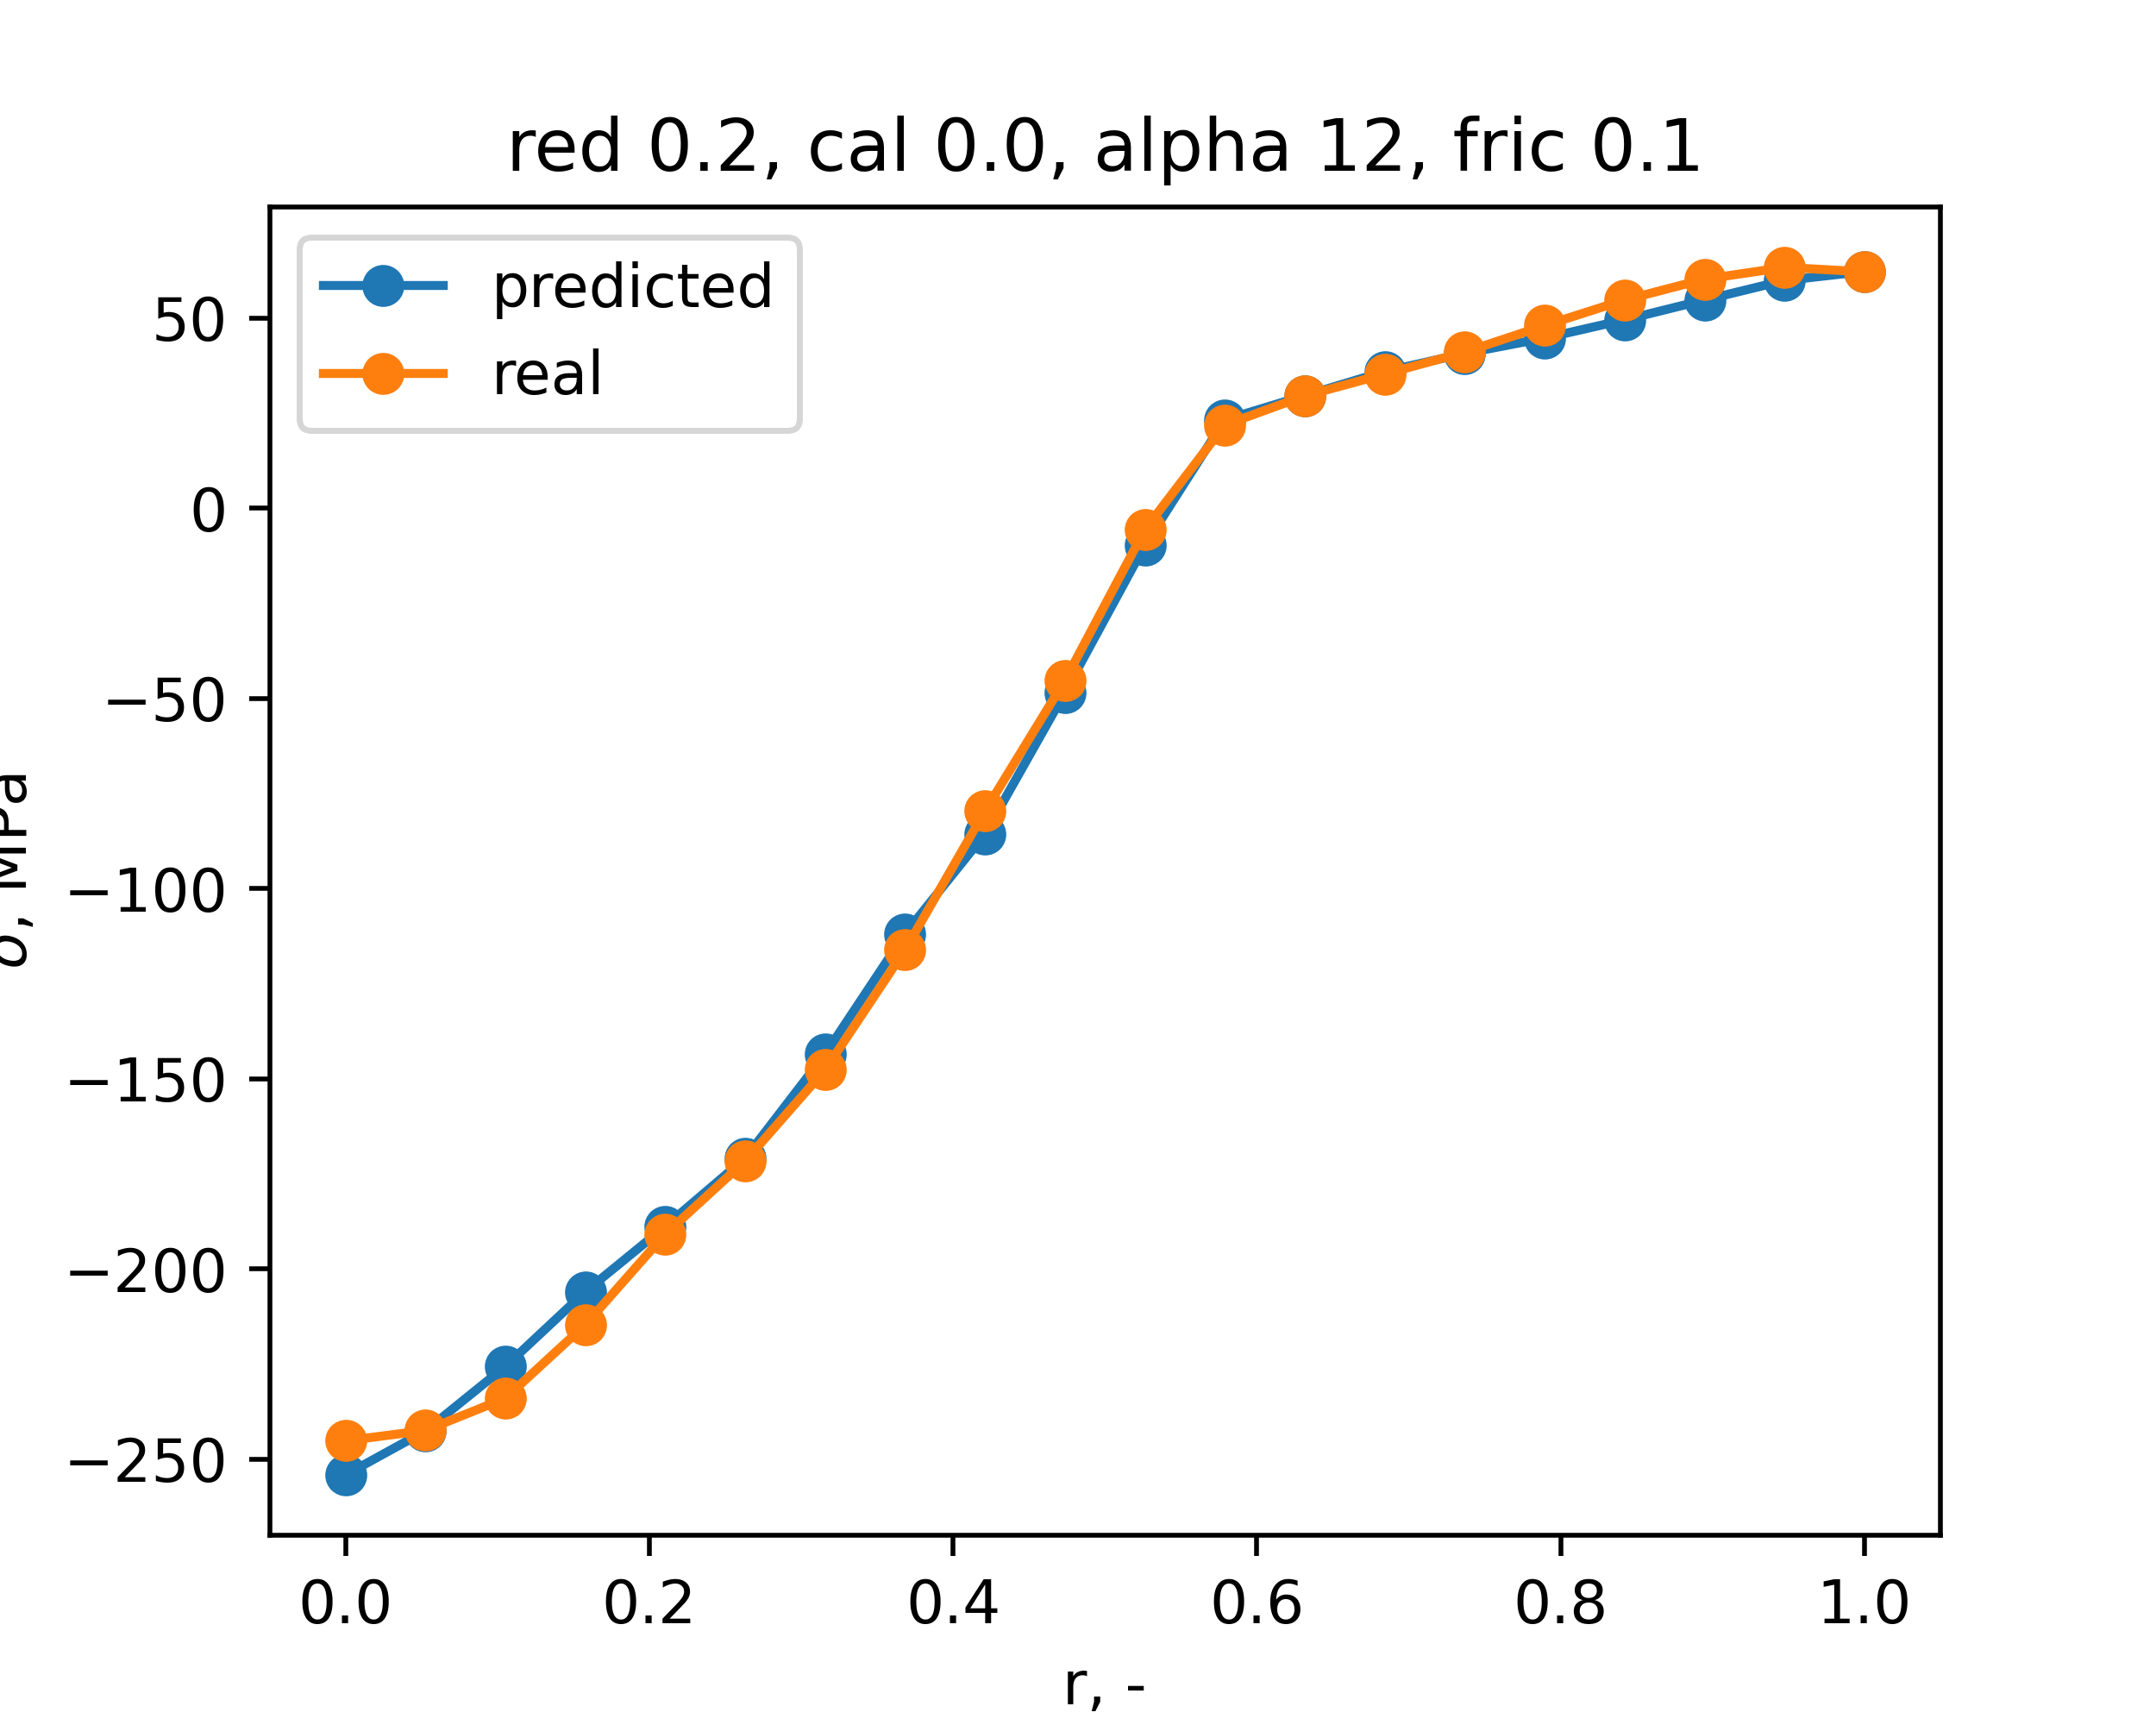 red 0.2, cal 0.0, alpha 12, fric 0.1
predicted
real
50
0
−50
−100
−150
−200
−250
σ, MPa
0.0 0.2 0.4 0.6 0.8 1.0
r, -